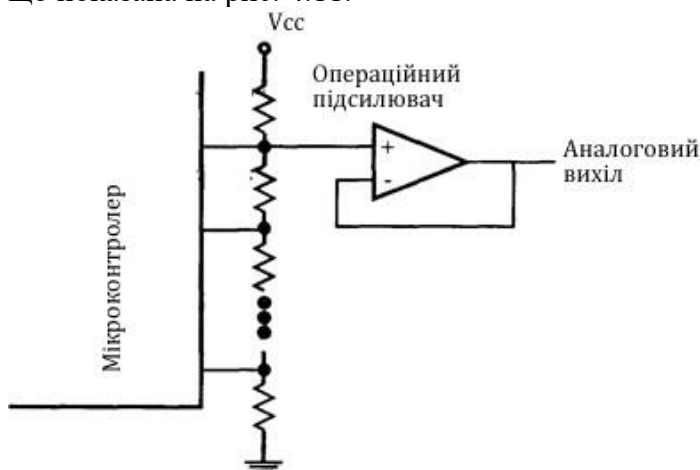 Vcc
Операційний
підсилювач
+
-
Аналоговий
вихіл
Мікроконтролер